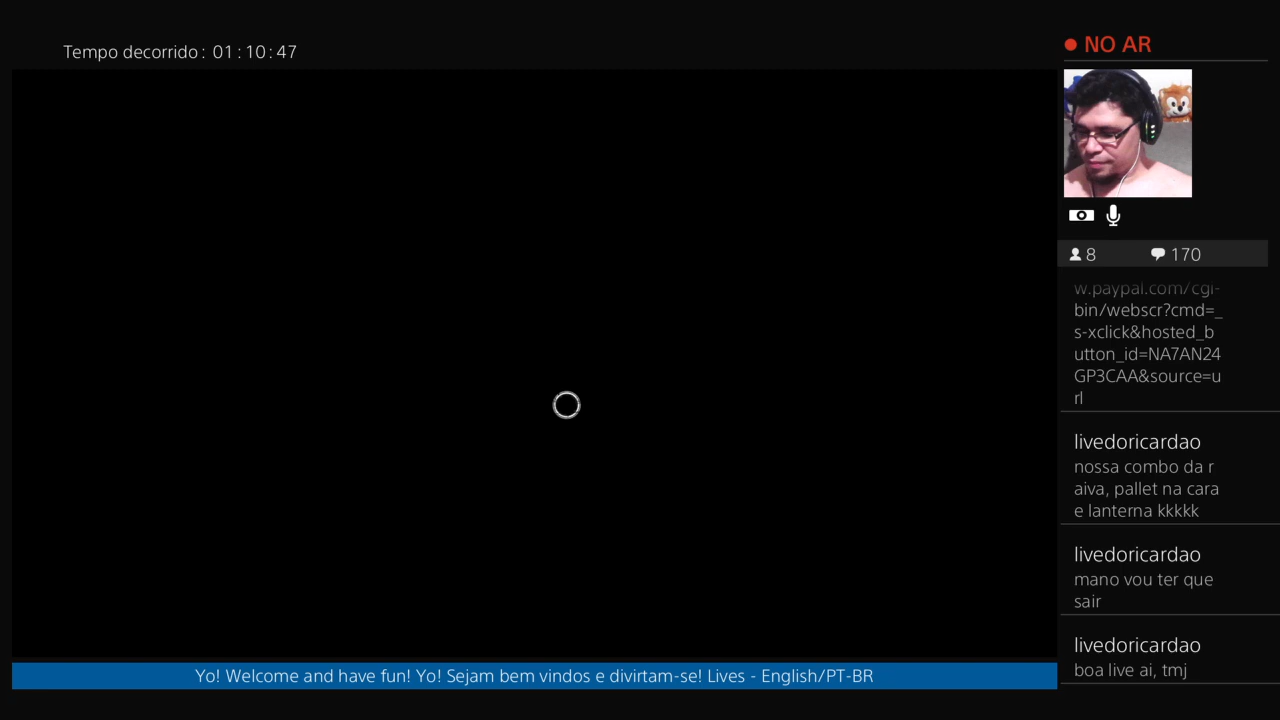 Tempo decorrido: 01:10:47
NO AR
8 170
w.paypal.com/cgi-
bin/webscr?cmd=_
s-xclick&hosted_b
utton_id=NA7AN24
GP3CAA&source=u
rl
livedoricardao
nossa combo da r
aiva, pallet na cara
e lanterna kkkkk
livedoricardao
mano vou ter que
sair
livedoricardao
boa live ai, tmj
Yo! Welcome and have fun! Yo! Sejam bem vindos e divirtam-se! Lives - English/PT-BR